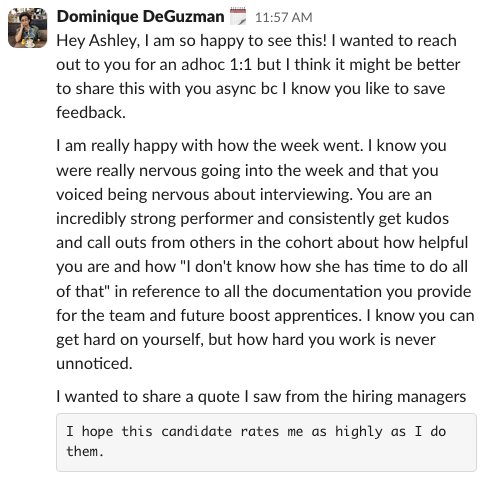 Dominique DeGuzman 11:57 AM
Hey Ashley, I am so happy to see this! I wanted to reach
out to you for an adhoc 1:1 but I think it might be better
to share this with you async bc I know you like to save
feedback.
I am really happy with how the week went. I know you
were really nervous going into the week and that you
voiced being nervous about interviewing. You are an
incredibly strong performer and consistently get kudos
and call outs from others in the cohort about how helpful
you are and how "I don't know how she has time to do all
of that" in reference to all the documentation you provide
for the team and future boost apprentices. I know you can
get hard on yourself, but how hard you work is never
unnoticed.
I wanted to share a quote I saw from the hiring managers
I hope this candidate rates me as highly as I do
them.